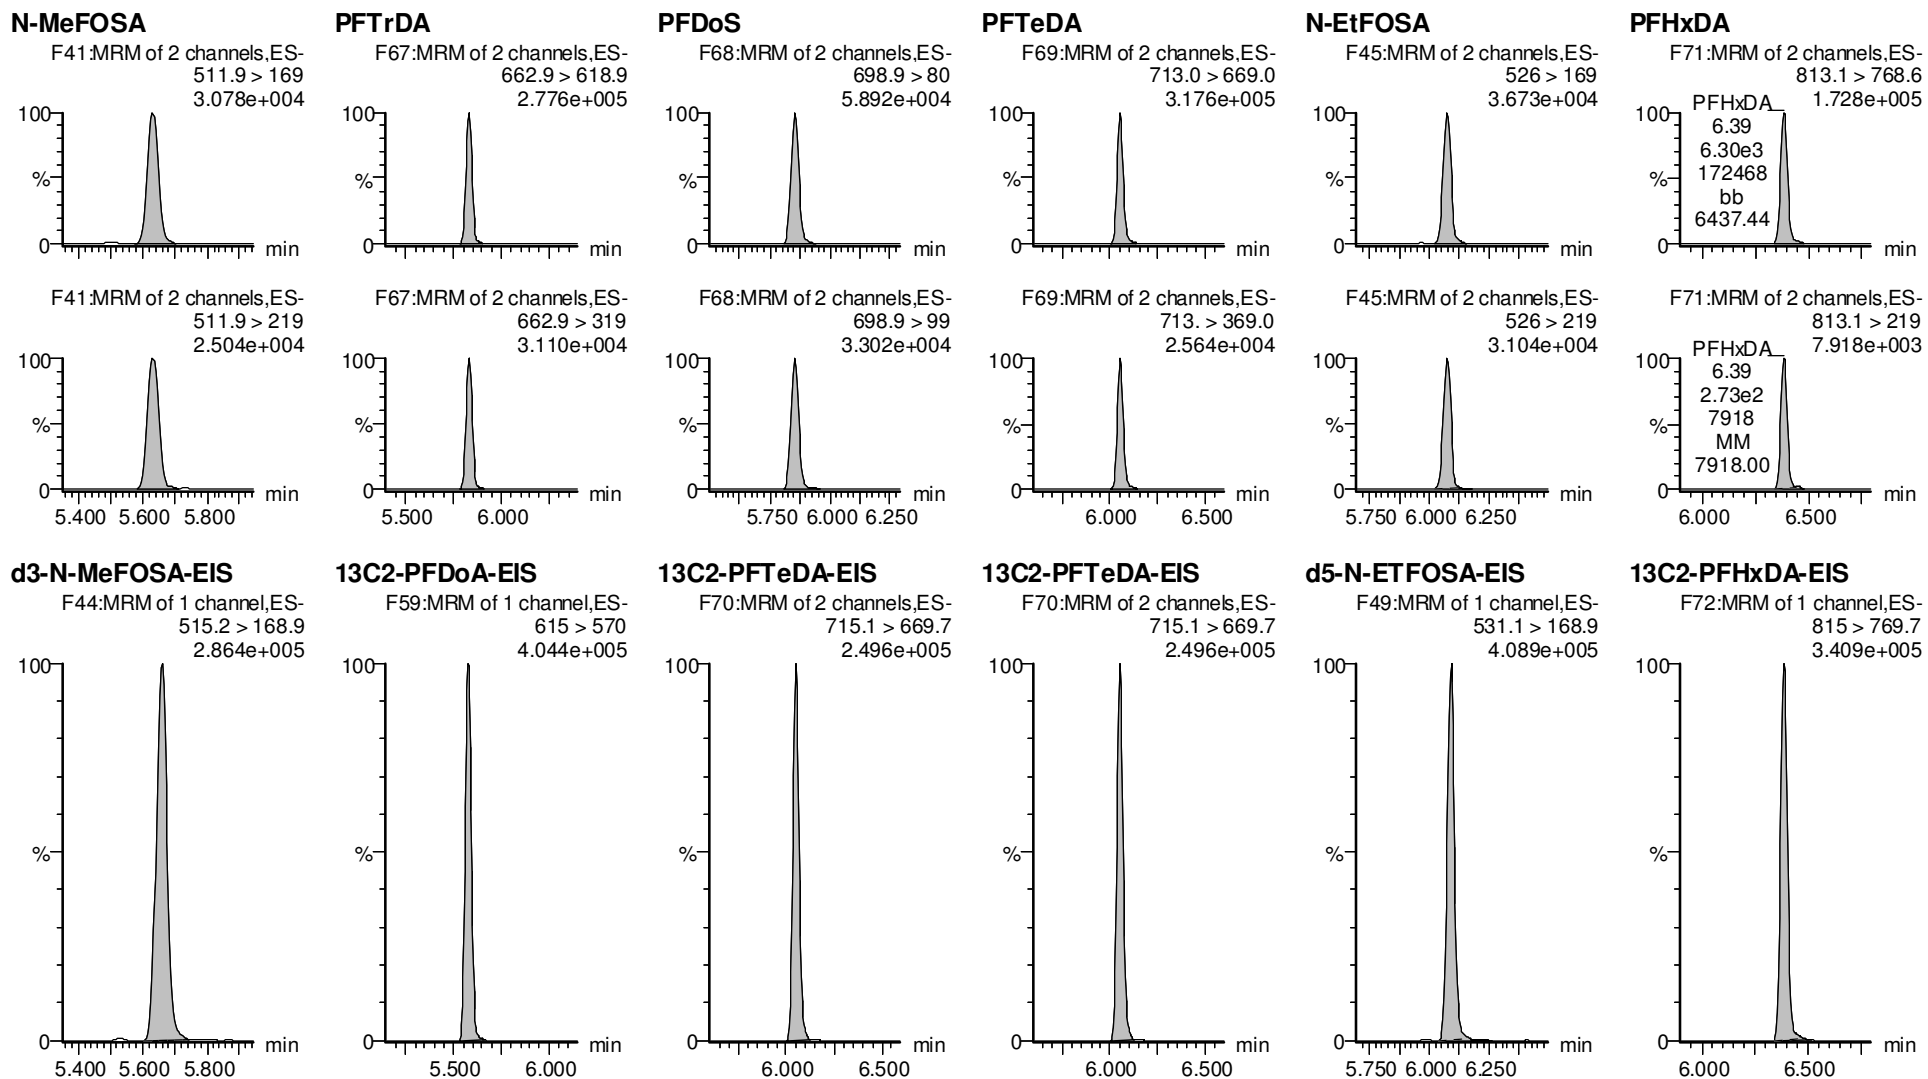 N-MeFOSA
F41:MRM of 2 channels,ES-
511.9 > 169
3.078e+004
100
%
0
min
F41:MRM of 2 channels,ES-
511.9 > 219
2.504e+004
100
%
0
min
5.400 5.600 5.800
PFTrDA
F67:MRM of 2 channels,ES-
662.9 > 618.9
2.776e+005
100
%
0
min
F67:MRM of 2 channels,ES-
662.9 > 319
3.110e+004
100
%
0
min
5.500 6.000
PFDoS
F68:MRM of 2 channels,ES-
698.9 > 80
5.892e+004
100
%
0
min
F68:MRM of 2 channels,ES-
698.9 > 99
3.302e+004
100
%
0
min
5.750 6.000 6.250
PFTeDA
F69:MRM of 2 channels,ES-
713.0 > 669.0
3.176e+005
100
%
0
min
F69:MRM of 2 channels,ES-
713. > 369.0
2.564e+004
100
%
0
min
6.000 6.500
N-EtFOSA
F45:MRM of 2 channels,ES-
526 > 169
3.673e+004
100
%
0
min
F45:MRM of 2 channels,ES-
526 > 219
3.104e+004
100
%
0
min
5.750 6.000 6.250
PFHxDA
F71:MRM of 2 channels,ES-
813.1 > 768.6
1.728e+005
PFHxDA
6.39
6.30e3
172468
bb
6437.44
100
%
0
min
F71:MRM of 2 channels,ES-
813.1 > 219
7.918e+003
PFHxDA
6.39
2.73e2
7918
MM
7918.00
100
%
0
min
6.000 6.500
d3-N-MeFOSA-EIS
F44:MRM of 1 channel,ES-
515.2 > 168.9
2.864e+005
100
%
0
min
5.400 5.600 5.800
13C2-PFDoA-EIS
F59:MRM of 1 channel,ES-
615 > 570
4.044e+005
100
%
0
min
5.500 6.000
13C2-PFTeDA-EIS
F70:MRM of 2 channels,ES-
715.1 > 669.7
2.496e+005
100
%
0
min
6.000 6.500
13C2-PFTeDA-EIS
F70:MRM of 2 channels,ES-
715.1 > 669.7
2.496e+005
100
%
0
min
6.000 6.500
d5-N-ETFOSA-EIS
F49:MRM of 1 channel,ES-
531.1 > 168.9
4.089e+005
100
%
0
min
5.750 6.000 6.250
13C2-PFHxDA-EIS
F72:MRM of 1 channel,ES-
815 > 769.7
3.409e+005
100
%
0
min
6.000 6.500